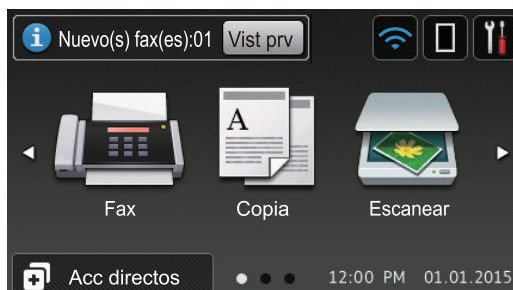 Nuevo(s) fax(es):01 Vist prv
A
Fax Copia Escanear
Acc directos 12:00 PM 01.01.2015